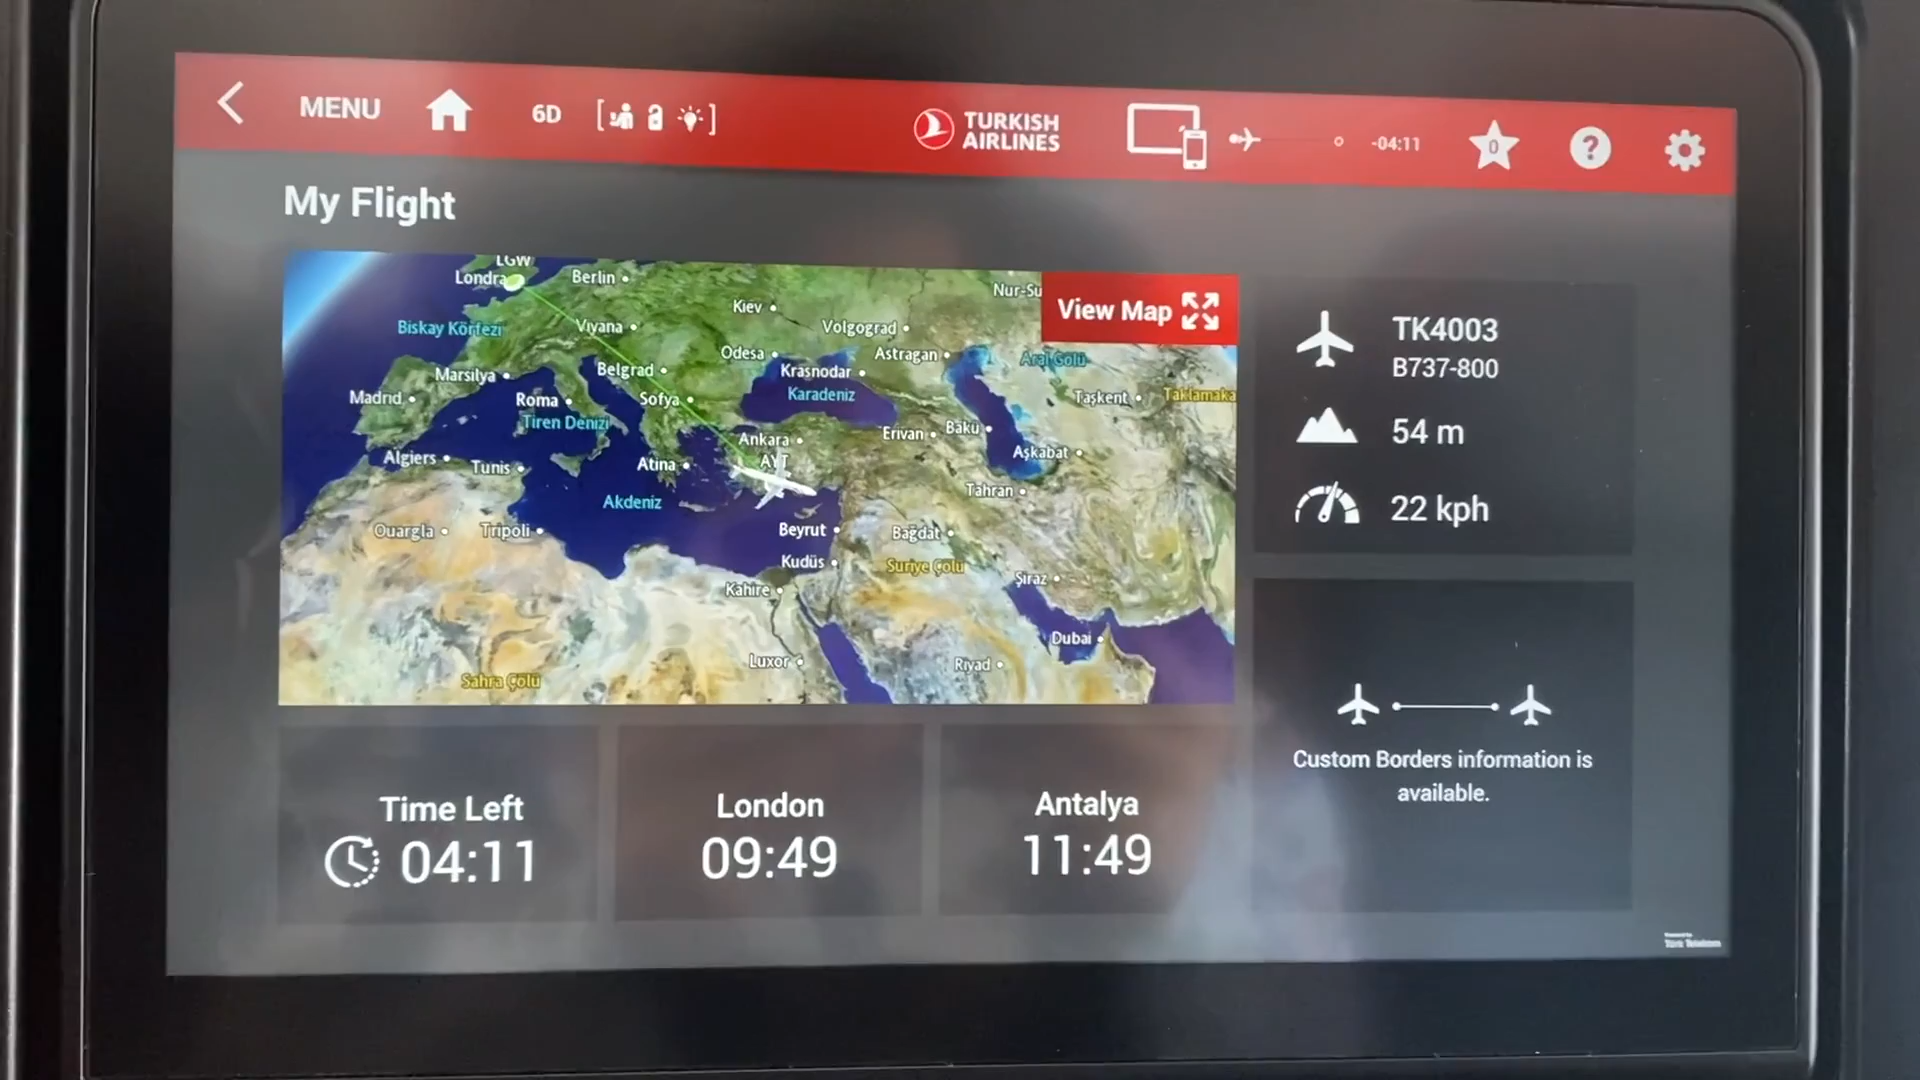 MENU
6D
TURKISH
AIRLINES
-04:11
0
?
My Flight
LGW
Londra
Berlin
Biskay Körfezi
Viyana
Kiev
Volgograd
Nur-Su
View Map
Odesa
Astragan
Aral Gölü
Marsilya
Belgrad
Krasnodar
Madrid
Roma
Sofya
Karadeniz
Taşkent
Taklamaka
Tiren Denizi
Ankara
Erivan
Bakü
Algiers
Tunis
Atina
AYT
Aşkabat
Akdeniz
Tahran
Ouargla
Tripoli
Beyrut
Bağdat
Kudüs
Suriye Çölü
Kahire
Şiraz
Dubai
Luxor
Riyad
Sahra Çölü
TK4003
B737-800
54 m
22 kph
Custom Borders information is
available.
Time Left
04:11
London
09:49
Antalya
11:49
Türk Telekom